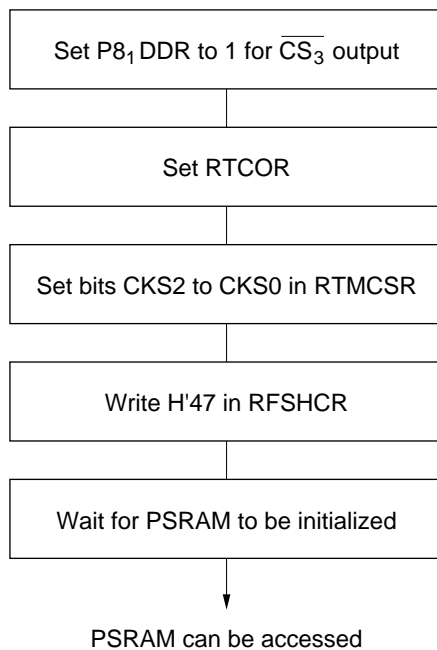 Set P8₁ DDR to 1 for C̅S̅₃̅ output
Set RTCOR
Set bits CKS2 to CKS0 in RTMCSR
Write H'47 in RFSHCR
Wait for PSRAM to be initialized
PSRAM can be accessed